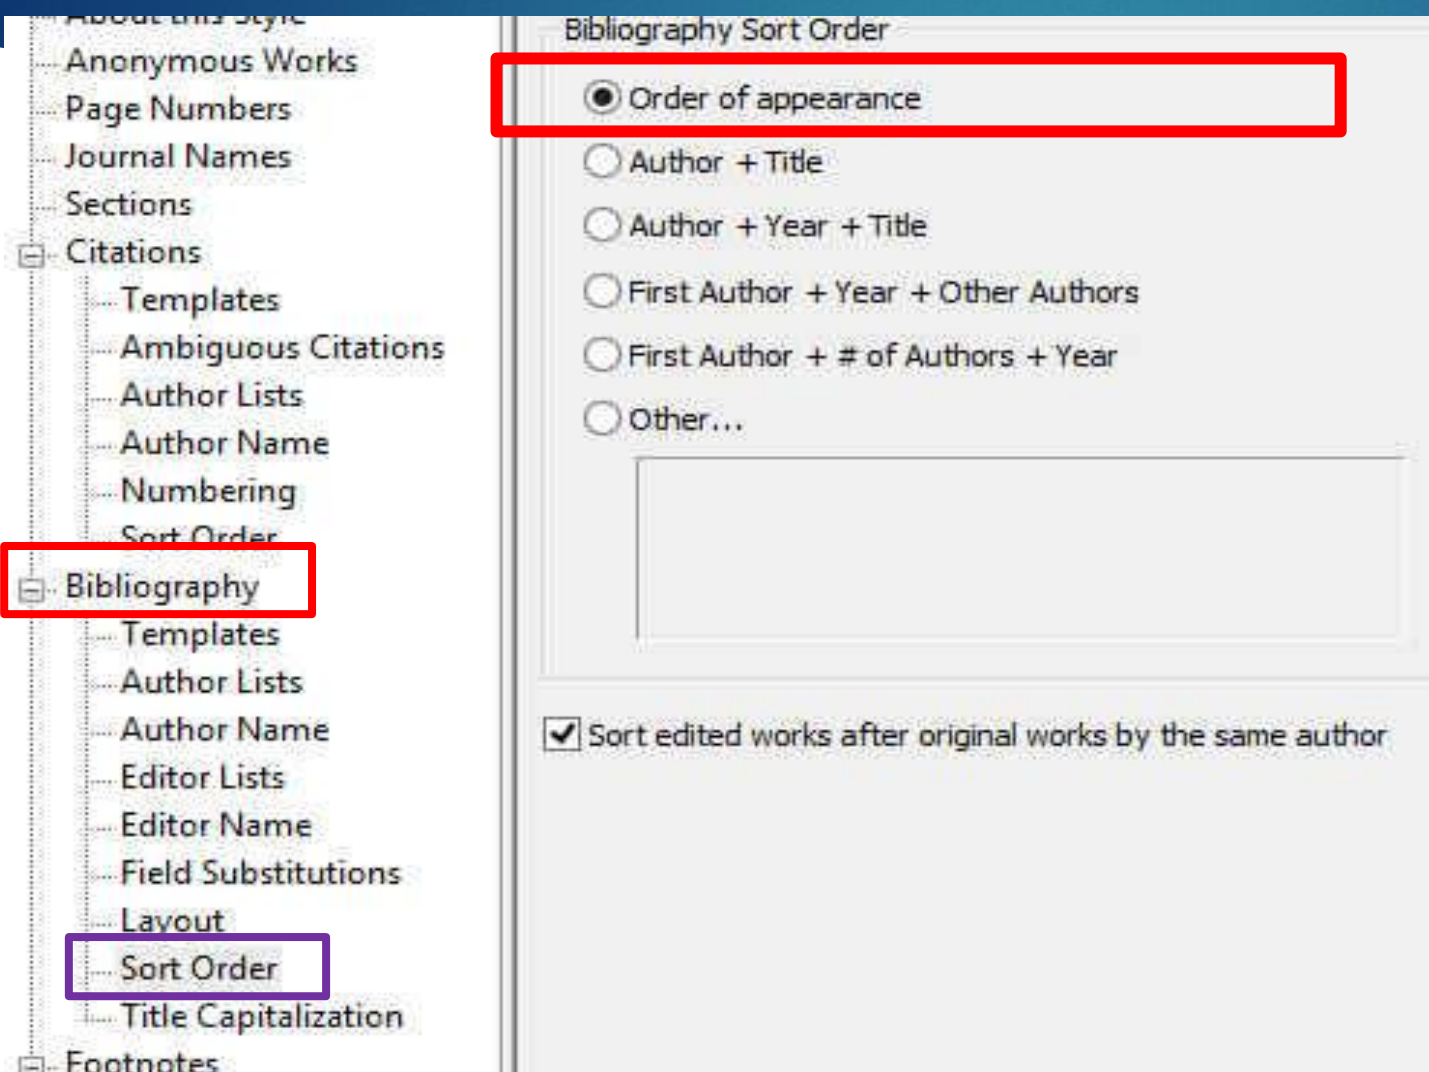 About this Style
Anonymous Works
Page Numbers
Journal Names
Sections
Citations
Templates
Ambiguous Citations
Author Lists
Author Name
Numbering
Sort Order
Bibliography
Templates
Author Lists
Author Name
Editor Lists
Editor Name
Field Substitutions
Layout
Sort Order
Title Capitalization
Footnotes
Bibliography Sort Order
Order of appearance
Author + Title
Author + Year + Title
First Author + Year + Other Authors
First Author + # of Authors + Year
Other...
Sort edited works after original works by the same author